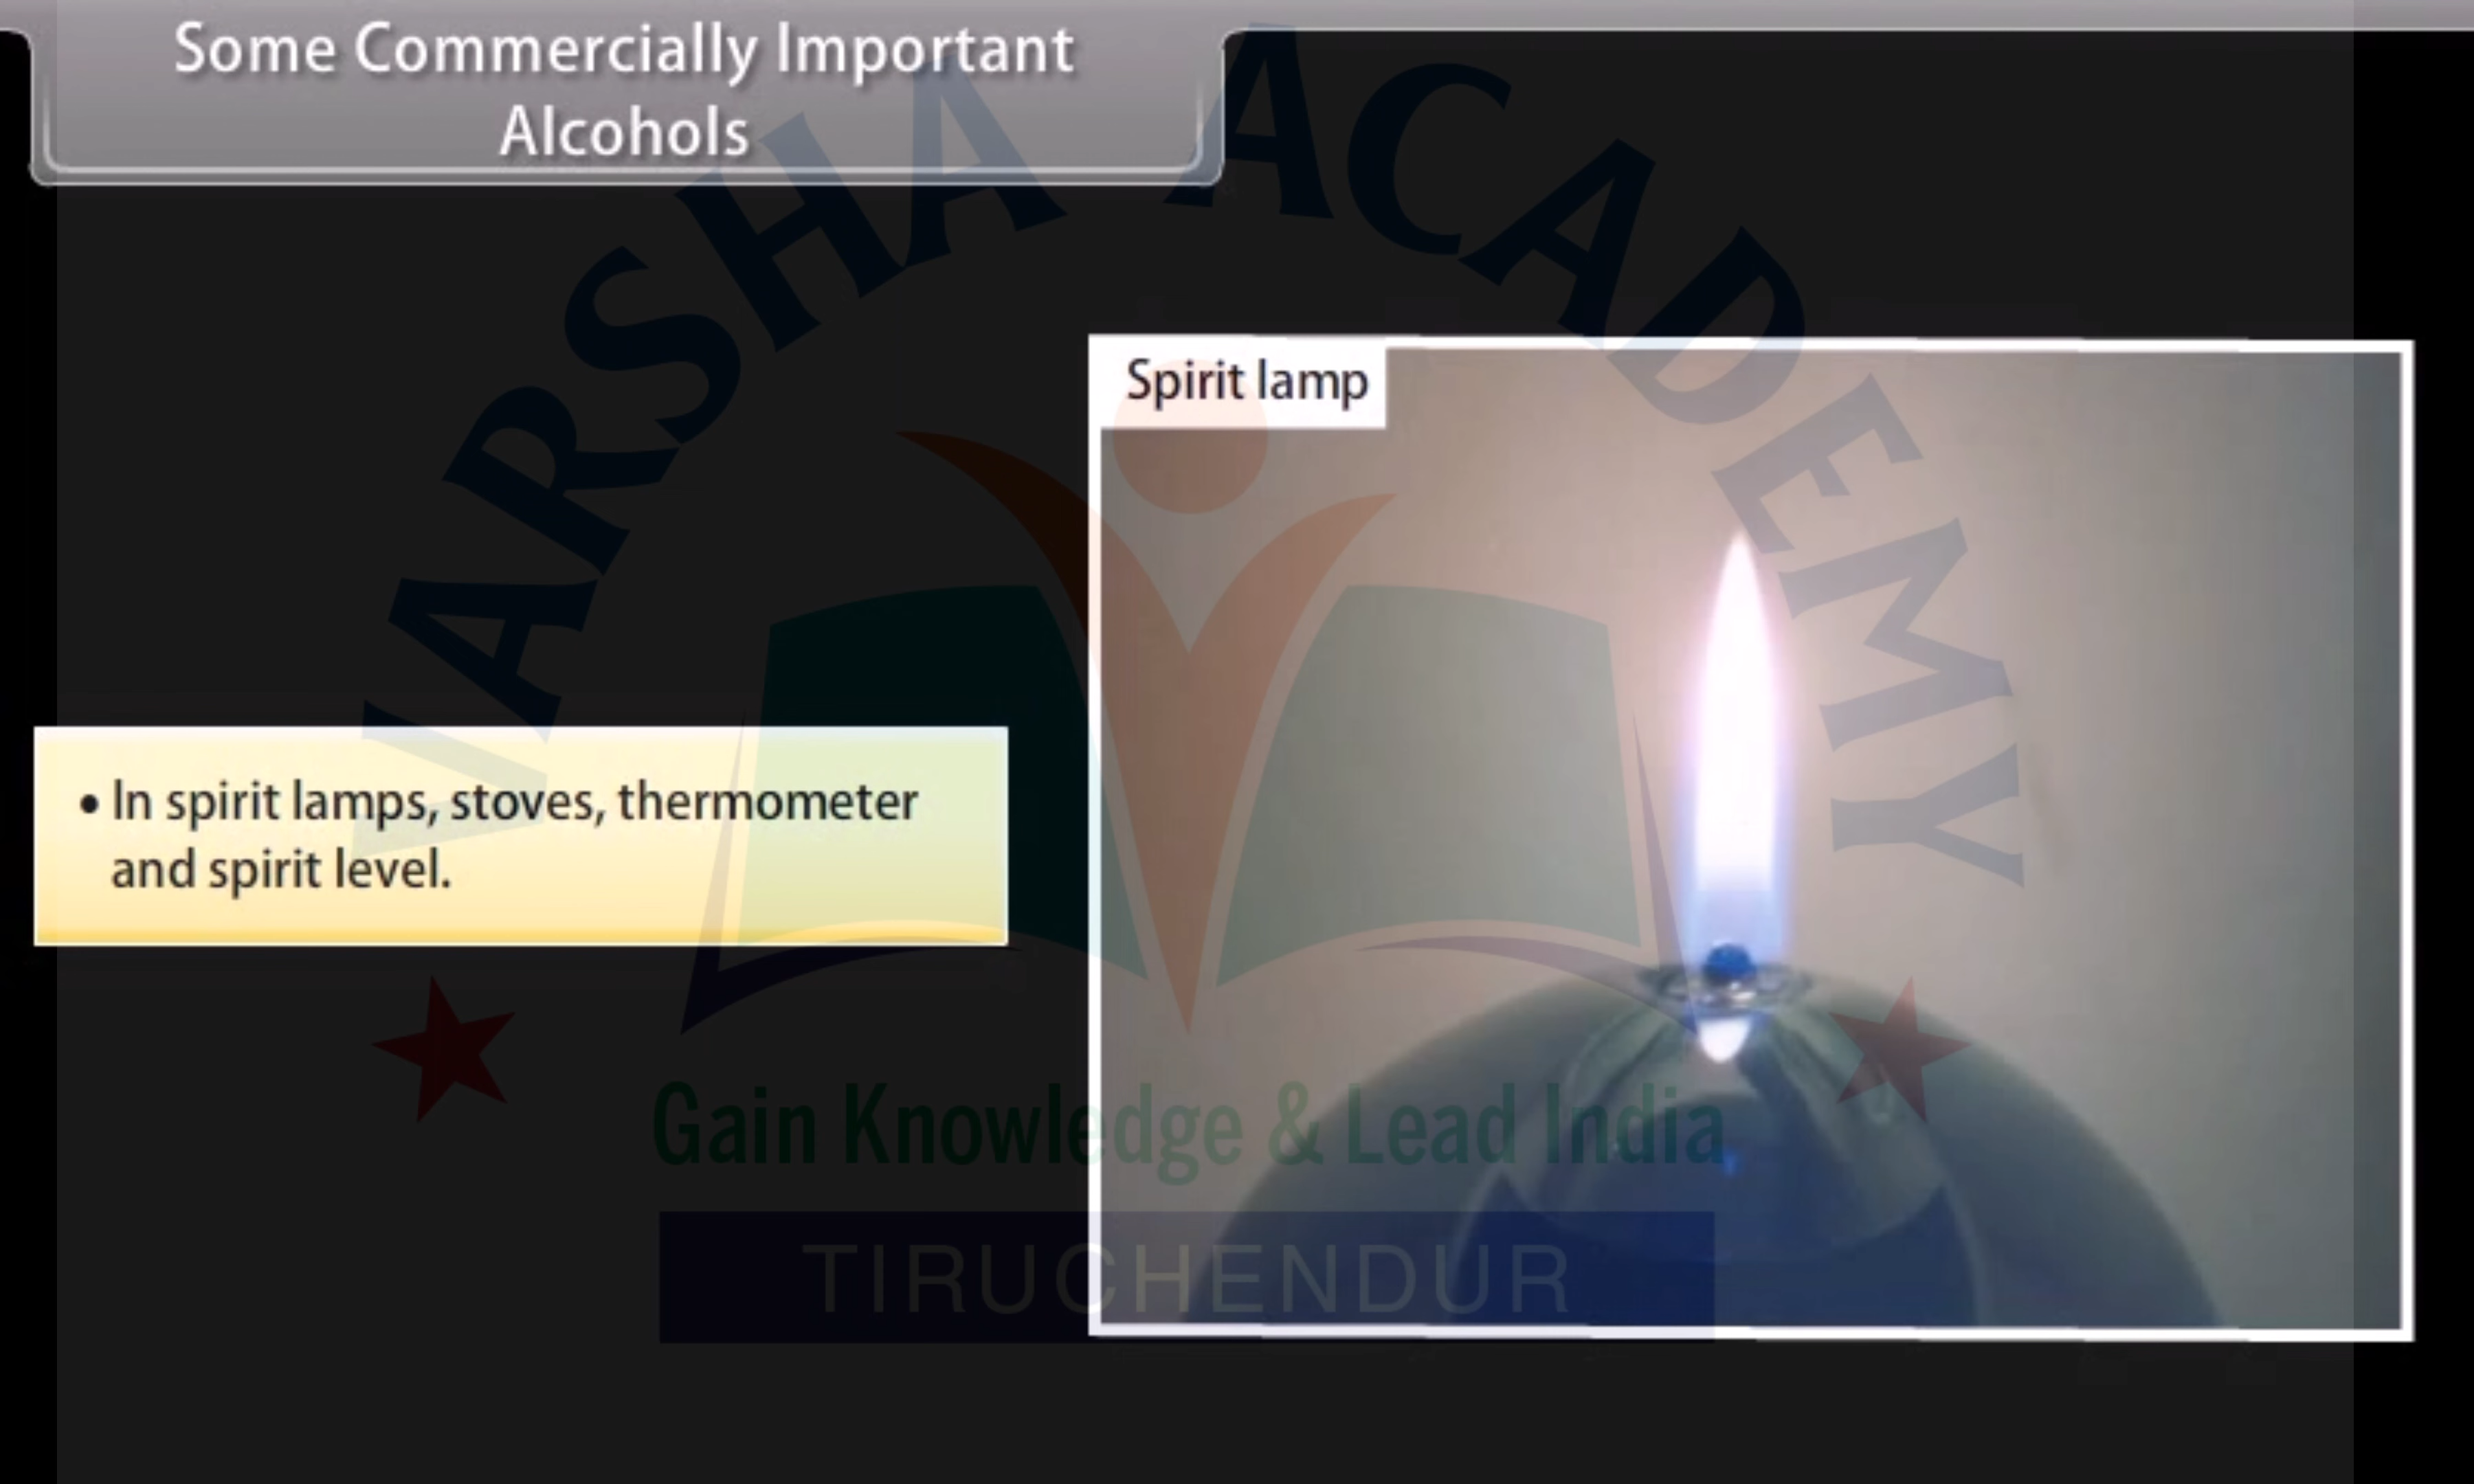 Some Commercially Important
Alcohols
VARSHA ACADEMY
Spirit lamp
• In spirit lamps, stoves, thermometer
and spirit level.
Gain Knowledge & Lead India
TIRUCHENDUR